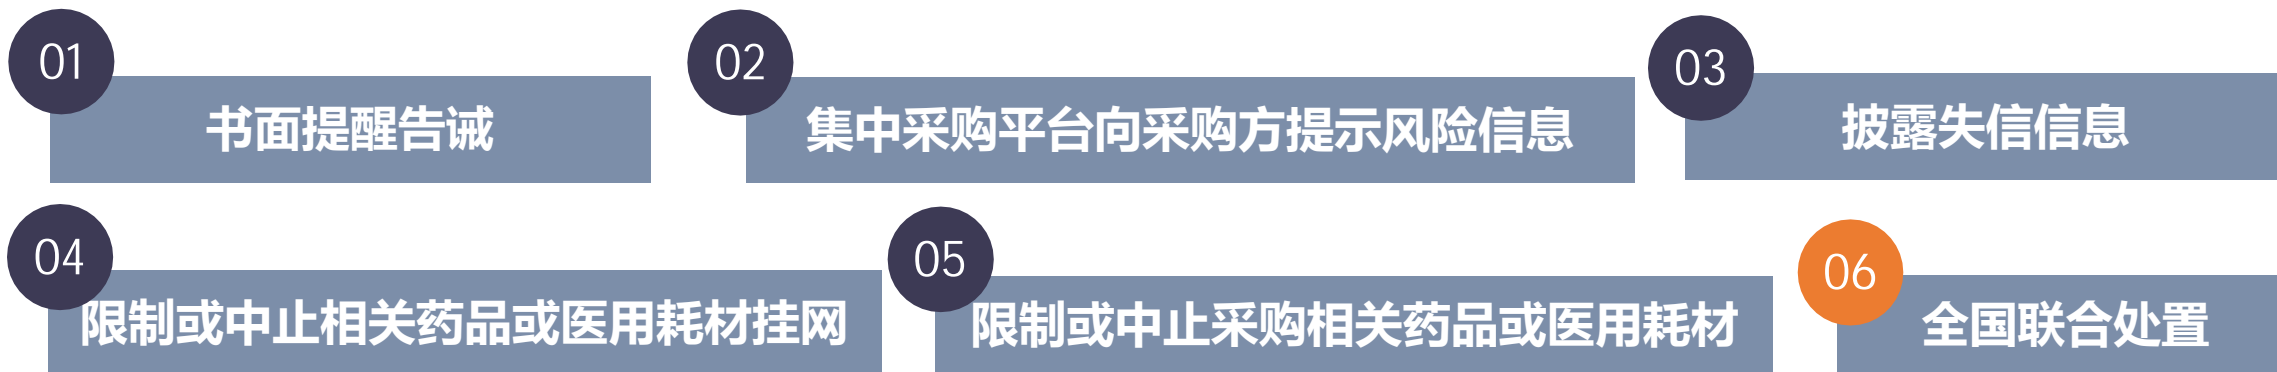 01
书面提醒告诫
02
集中采购平台向采购方提示风险信息
03
披露失信信息
04
限制或中止相关药品或医用耗材挂网
05
限制或中止采购相关药品或医用耗材
06
全国联合处置